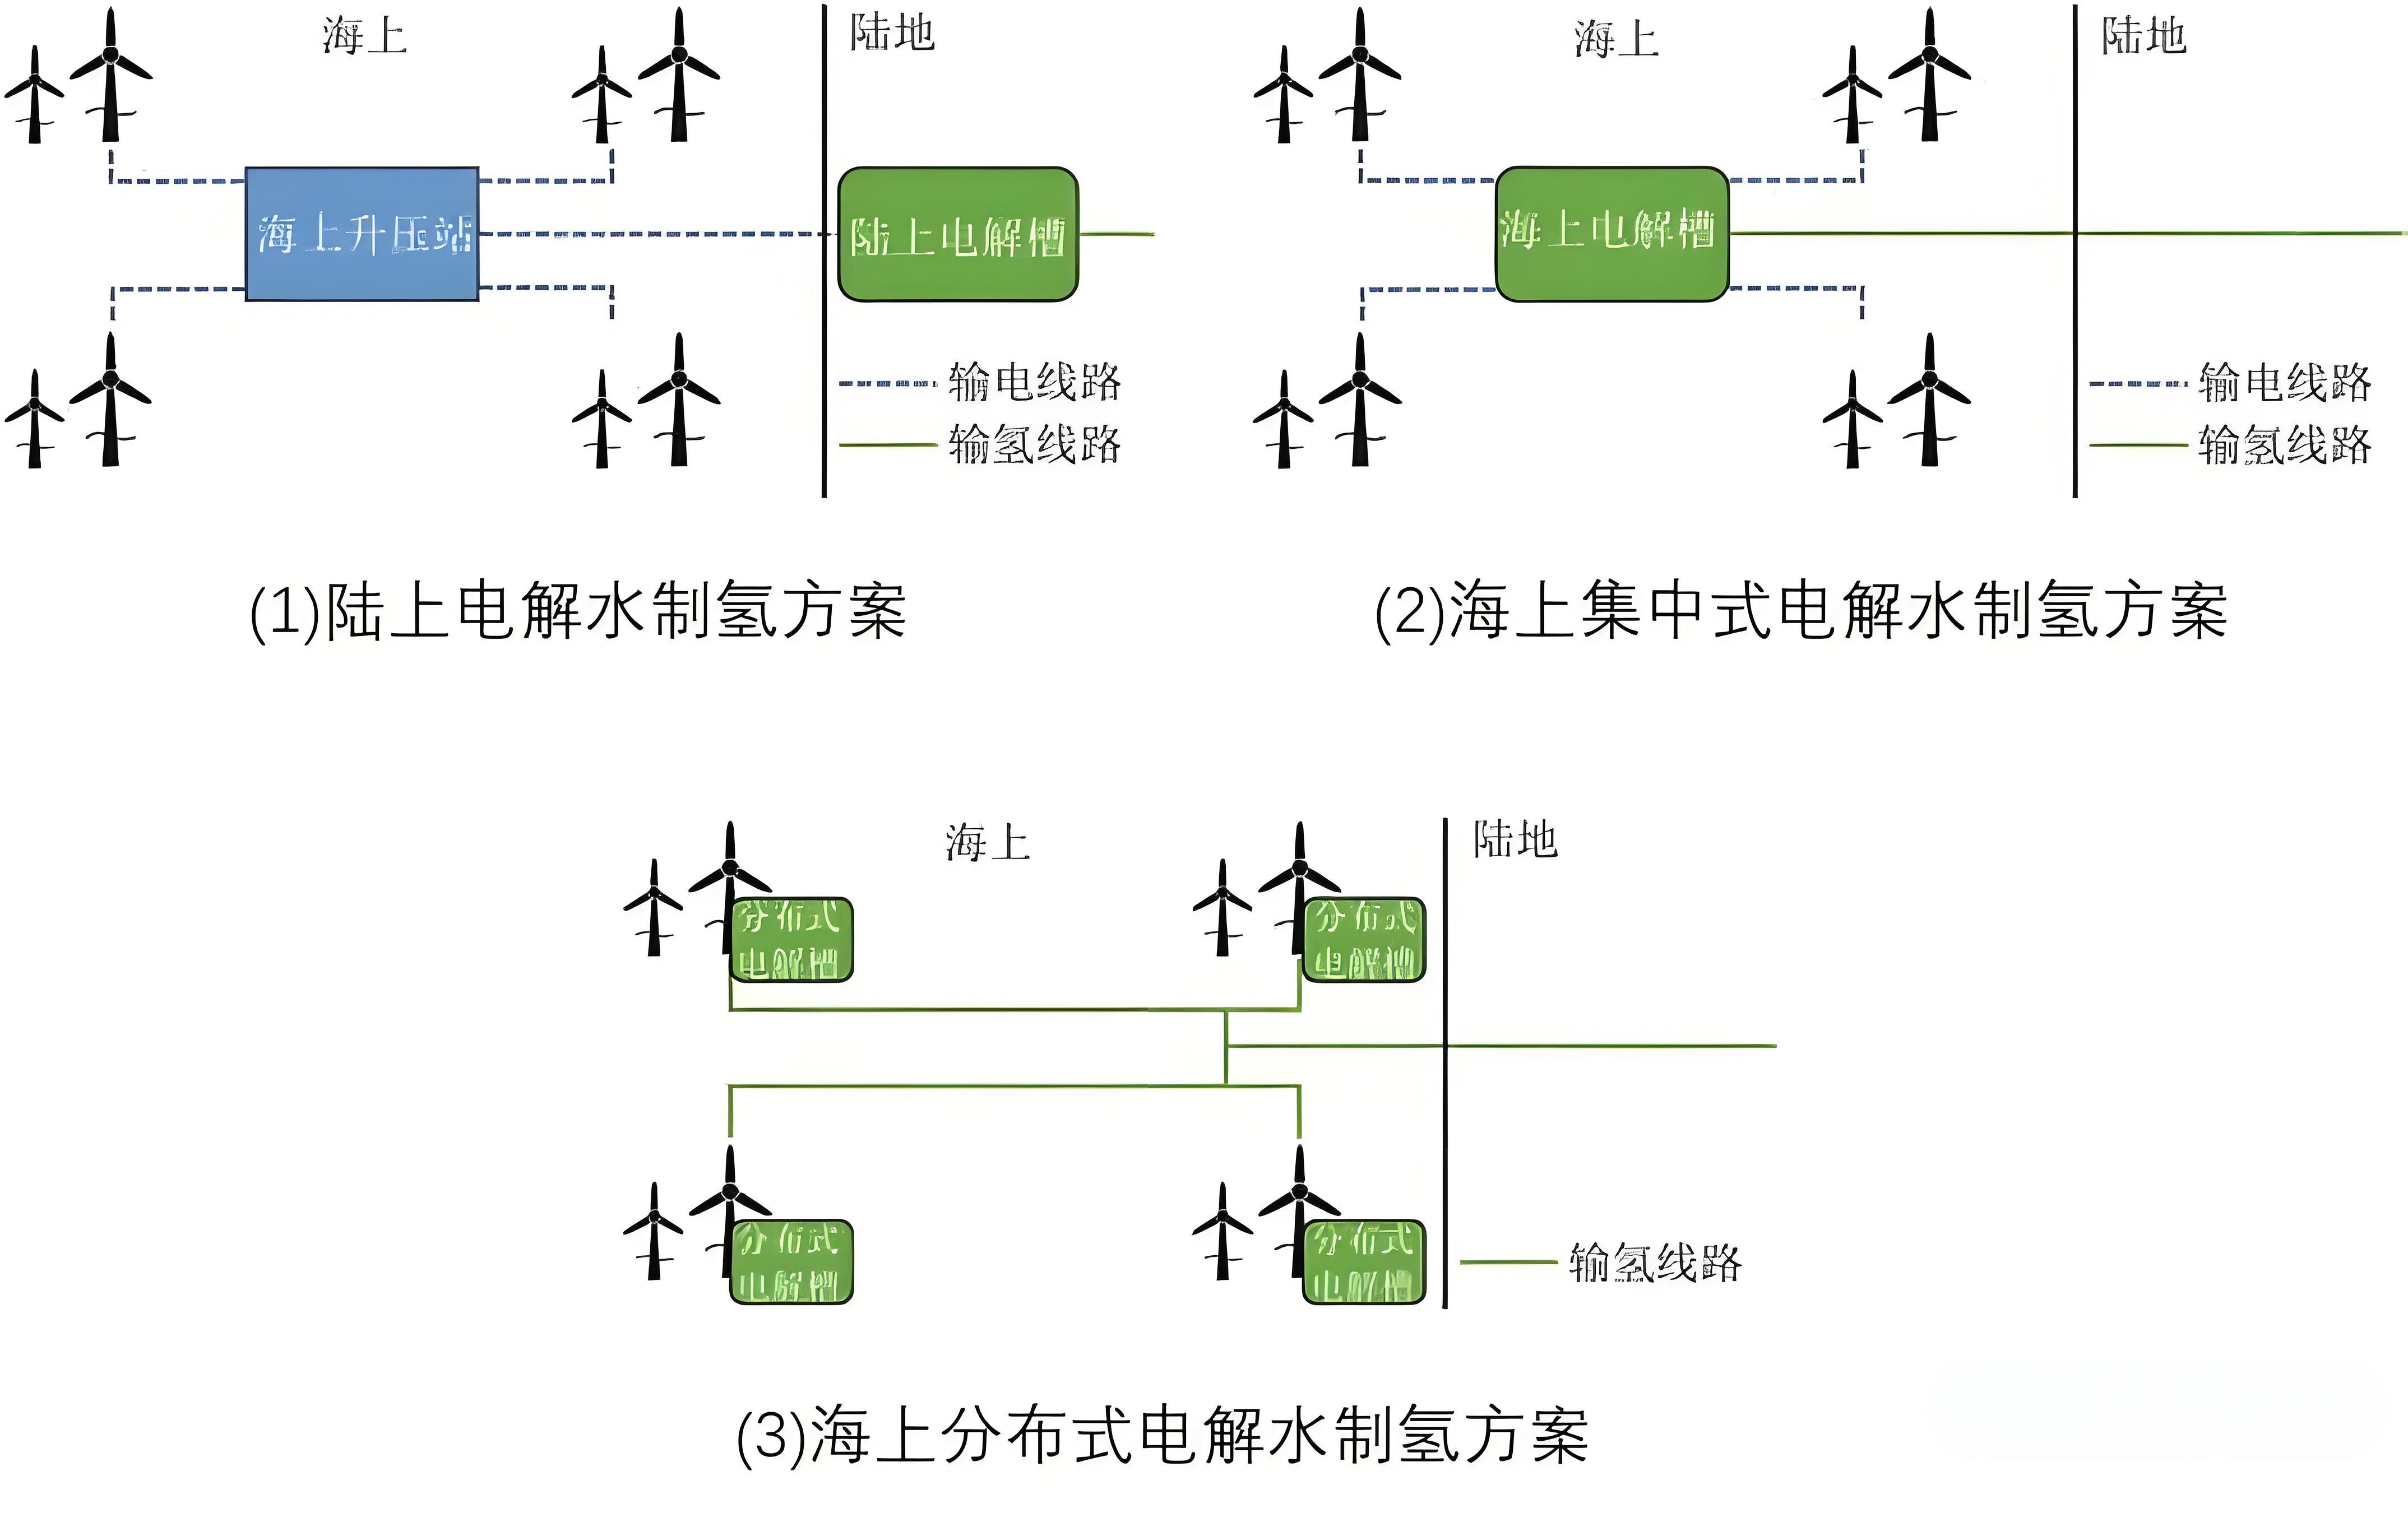 海上
陆地
海上升压站
陆上电解槽
输电线路
输氢线路
(1)陆上电解水制氢方案
海上
陆地
海上电解槽
输电线路
输氢线路
(2)海上集中式电解水制氢方案
海上
陆地
分布式
电解槽
分布式
电解槽
分布式
电解槽
分布式
电解槽
输氢线路
(3)海上分布式电解水制氢方案